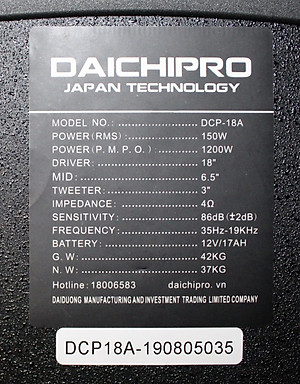 DAICHIPRO
JAPAN TECHNOLOGY
MODEL NO.: DCP-18A
POWER(RMS): 150W
POWER(P.M.P.O.): 1200W
DRIVER: 18"
MID: 6.5"
TWEETER: 3"
IMPEDANCE: 4Ω
SENSITIVITY: 86dB(±2dB)
FREQUENCY: 35Hz-19KHz
BATTERY: 12V/17AH
G.W.: 42KG
N.W.: 37KG
Hotline: 18006583 daichipro.vn
DAIDUONG MANUFACTURING AND INVESTMENT TRADING LIMITED COMPANY
DCP18A-190805035